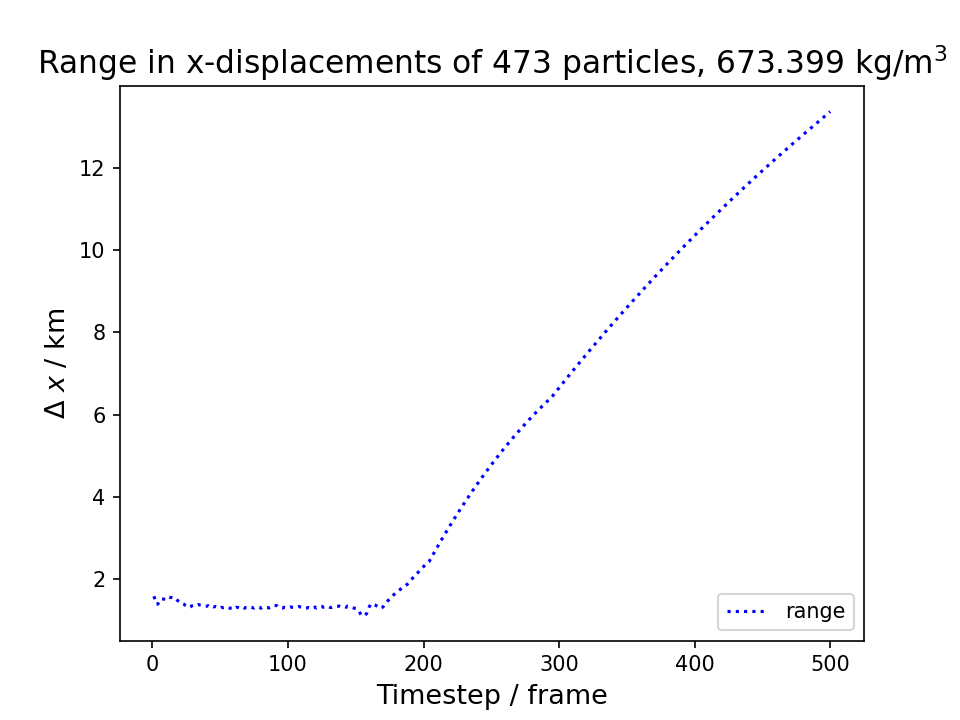 Range in x-displacements of 473 particles, 673.399 kg/m³
12
10
8
6
4
2
Δ x / km
range
0 100 200 300 400 500
Timestep / frame